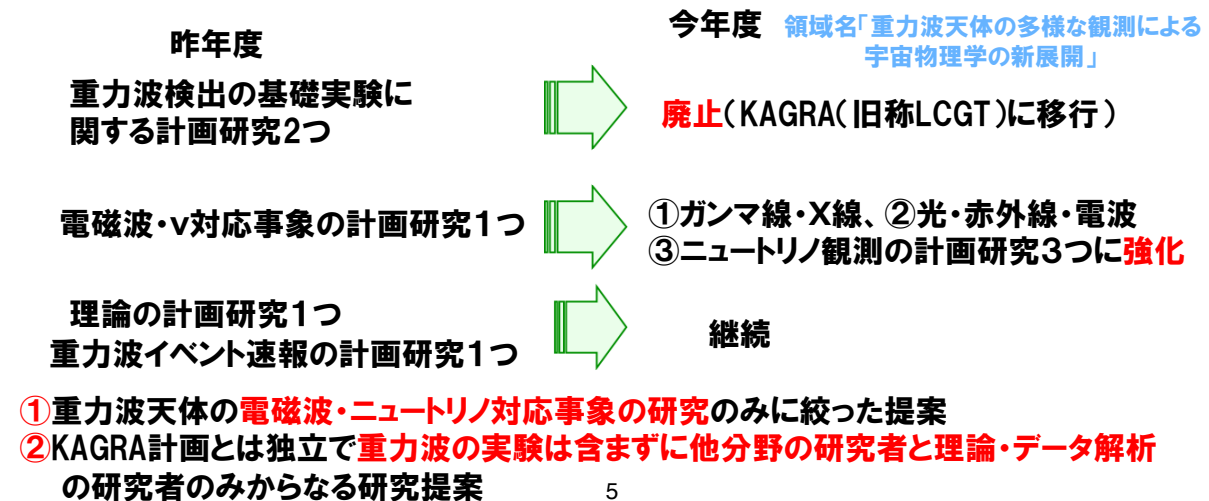 昨年度
今年度 領域名「重力波天体の多様な観測による
宇宙物理学の新展開」
重力波検出の基礎実験に
関する計画研究2つ
廃止(KAGRA(旧称LCGT)に移行)
電磁波・ν対応事象の計画研究1つ
①ガンマ線・X線、②光・赤外線・電波
③ニュートリノ観測の計画研究3つに強化
理論の計画研究1つ
重力波イベント速報の計画研究1つ
継続
①重力波天体の電磁波・ニュートリノ対応事象の研究のみに絞った提案
②KAGRA計画とは独立で重力波の実験は含まずに他分野の研究者と理論・データ解析
の研究者のみからなる研究提案
5